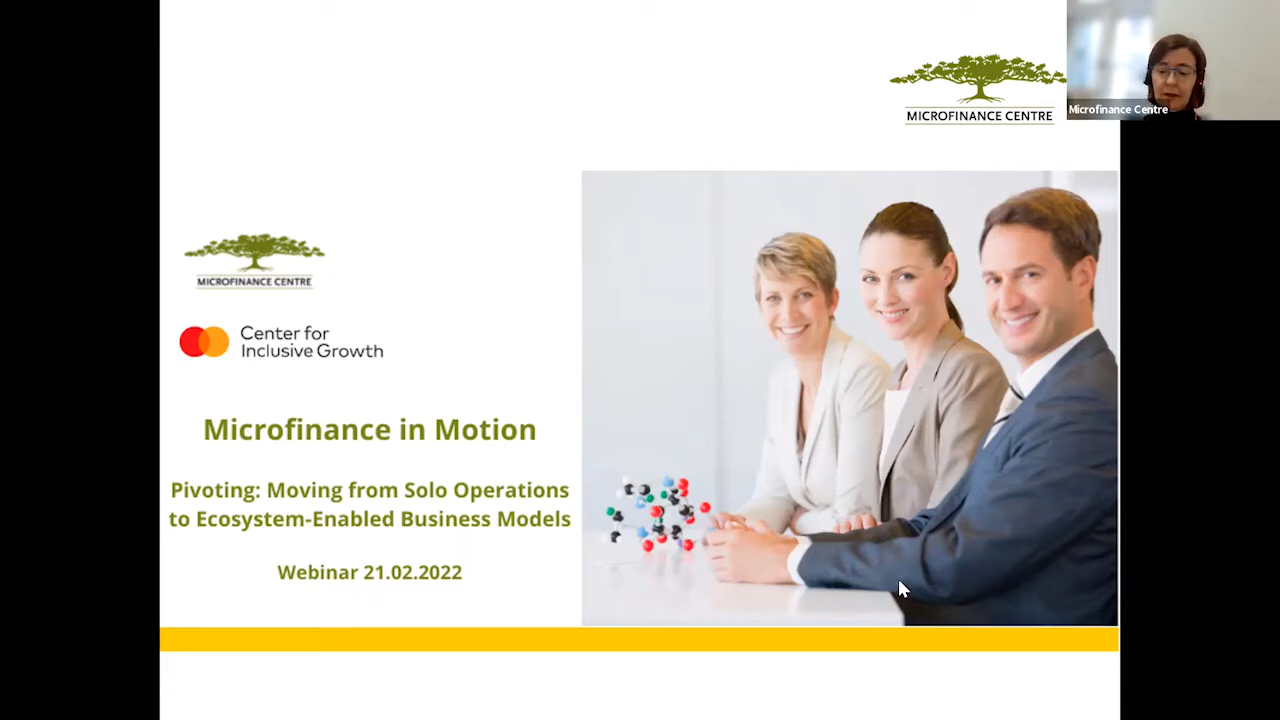 MICROFINANCE CENTRE
Microfinance Centre
MICROFINANCE CENTRE
Center for
Inclusive Growth
Microfinance in Motion
Pivoting: Moving from Solo Operations
to Ecosystem-Enabled Business Models
Webinar 21.02.2022